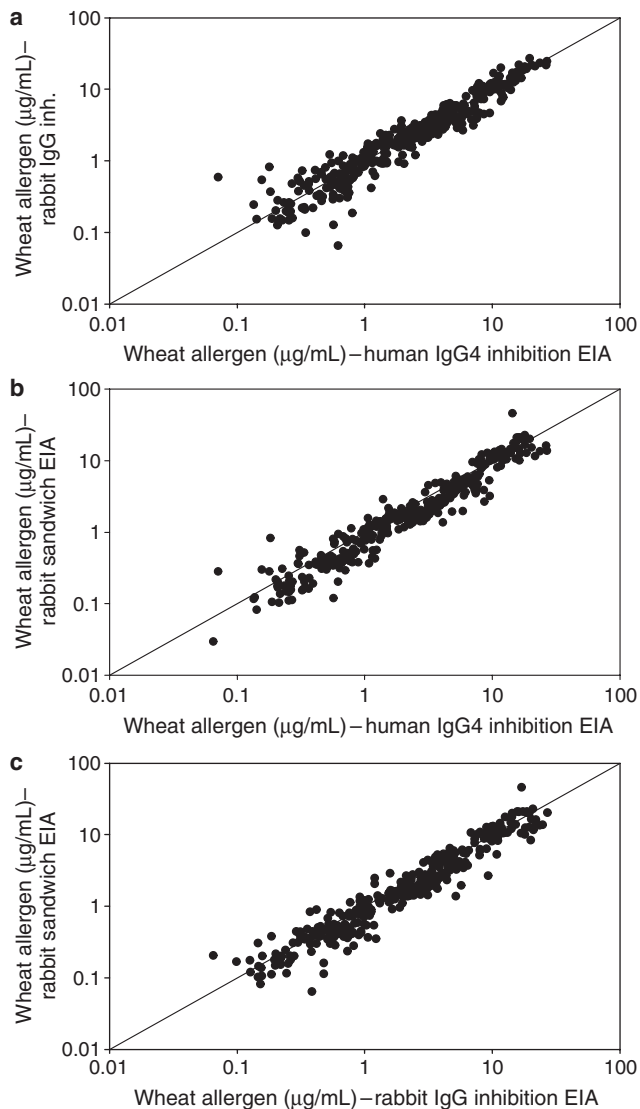 a
100
10
1
0.1
0.01
Wheat allergen (μg/mL)–
rabbit IgG inh.
0.01 0.1 1 10 100
Wheat allergen (μg/mL)–human IgG4 inhibition EIA
b
100
10
1
0.1
0.01
Wheat allergen (μg/mL)–
rabbit sandwich EIA
0.01 0.1 1 10 100
Wheat allergen (μg/mL)–human IgG4 inhibition EIA
c
100
10
1
0.1
0.01
Wheat allergen (μg/mL)–
rabbit sandwich EIA
0.01 0.1 1 10 100
Wheat allergen (μg/mL)–rabbit IgG inhibition EIA